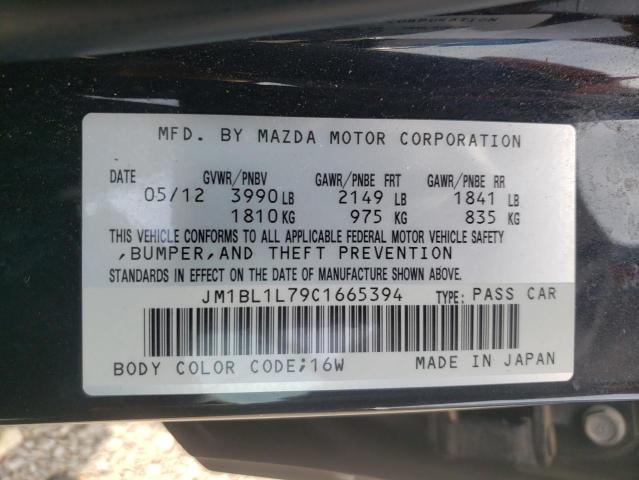 CORPORATION
MFD. BY MAZDA MOTOR CORPORATION
DATE GVWR/PNBV GAWR/PNBE FRT GAWR/PNBE RR
05/12 3990 LB 2149 LB 1841 LB
1810 KG 975 KG 835 KG
THIS VEHICLE CONFORMS TO ALL APPLICABLE FEDERAL MOTOR VEHICLE SAFETY
,BUMPER,AND THEFT PREVENTION
STANDARDS IN EFFECT ON THE DATE OF MANUFACTURE SHOWN ABOVE.
JM1BL1L79C1665394 TYPE: PASS CAR
BODY COLOR CODE;16W MADE IN JAPAN